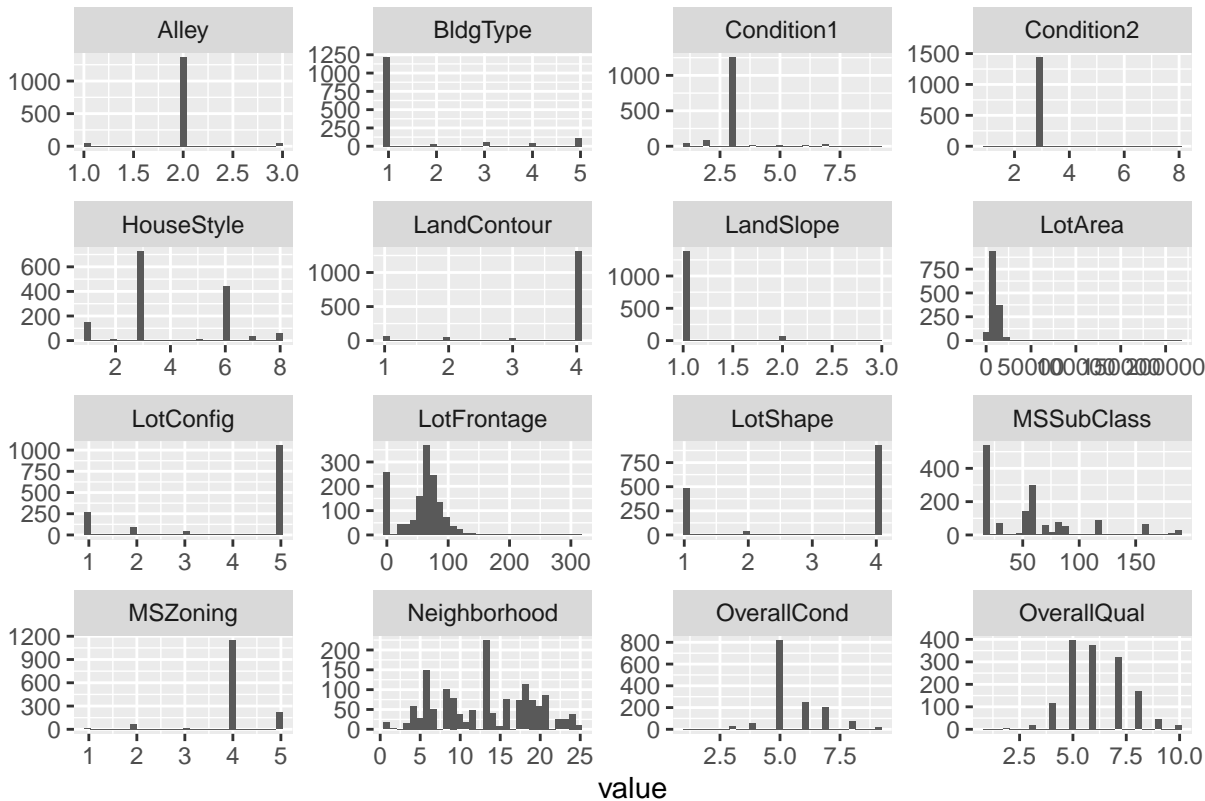 Alley BldgType Condition1 Condition2
1000 500 0 1250 1000 750 500 250 0 1000 500 0 1500 1000 500 0
1.0 1.5 2.0 2.5 3.0 1 2 3 4 5 2.5 5.0 7.5 2 4 6 8
HouseStyle LandContour LandSlope LotArea
600 400 200 0 1000 500 0 1000 500 0 750 500 250 0
2 4 6 8 1 2 3 4 1.0 1.5 2.0 2.5 3.0 0 50000 100000 150000 200000
LotConfig LotFrontage LotShape MSSubClass
1000 750 500 250 0 300 200 100 0 750 500 250 0 400 200 0
1 2 3 4 5 0 100 200 300 1 2 3 4 50 100 150
MSZoning Neighborhood OverallCond OverallQual
1200 900 600 300 0 200 150 100 50 0 800 600 400 200 0 400 300 200 100 0
1 2 3 4 5 0 5 10 15 20 25 2.5 5.0 7.5 2.5 5.0 7.5 10.0
value